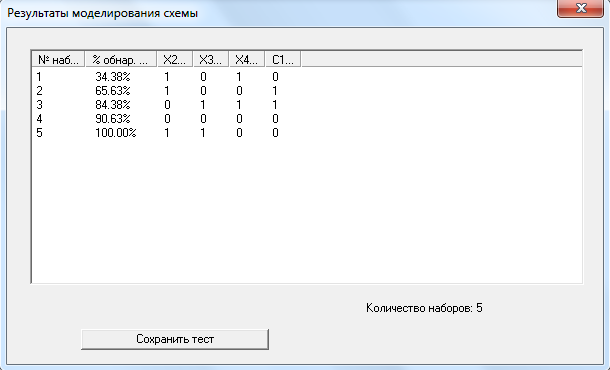 Результаты моделирования схемы
№ наб... % обнар. ... X2... X3... X4... C1...
1 34.38% 1 0 1 0
2 65.63% 1 0 0 1
3 84.38% 0 1 1 1
4 90.63% 0 0 0 0
5 100.00% 1 1 0 0
Количество наборов: 5
Сохранить тест